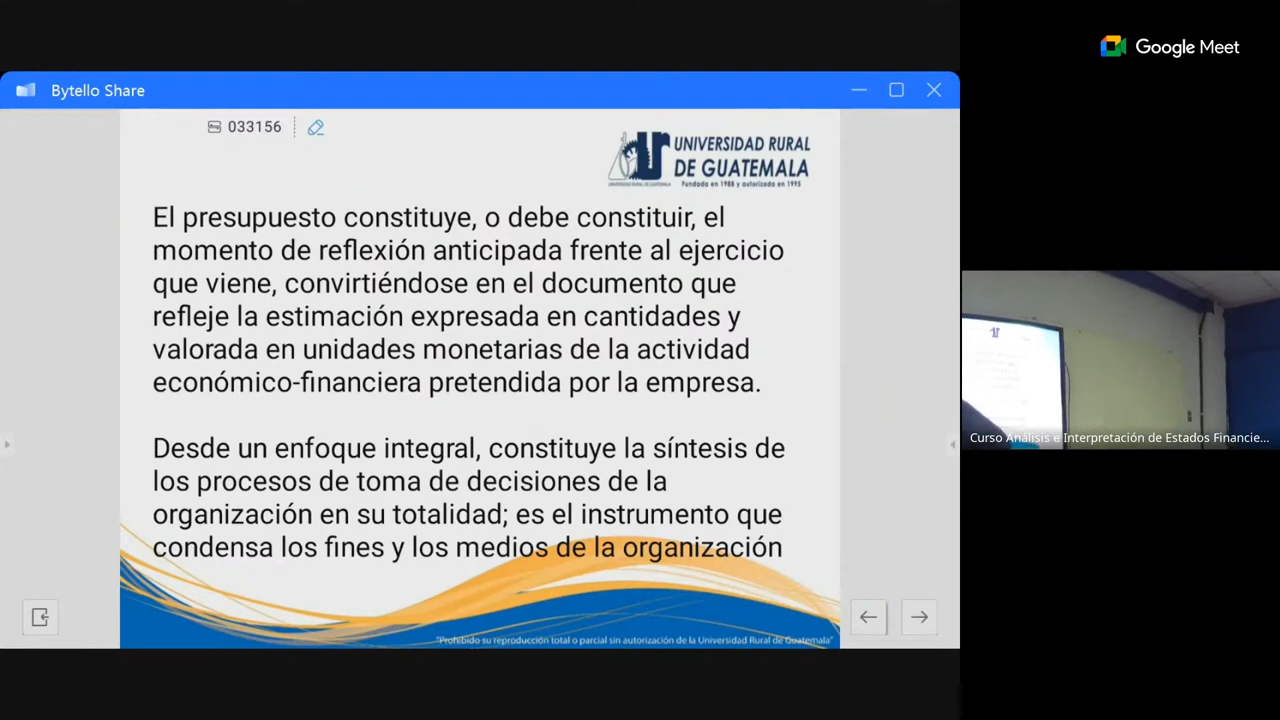 Google Meet
Bytello Share
033156
UNIVERSIDAD RURAL
DE GUATEMALA
UNIVERSIDAD RURAL DE GUATEMALA
Fundada en 1988 y autorizada en 1995
El presupuesto constituye, o debe constituir, el
momento de reflexión anticipada frente al ejercicio
que viene, convirtiéndose en el documento que
refleje la estimación expresada en cantidades y
valorada en unidades monetarias de la actividad
económico-financiera pretendida por la empresa.
Desde un enfoque integral, constituye la síntesis de
los procesos de toma de decisiones de la
organización en su totalidad; es el instrumento que
condensa los fines y los medios de la organización
"Prohibido su reproducción total o parcial sin autorización de la Universidad Rural de Guatemala"
Curso Análisis e Interpretación de Estados Financie...